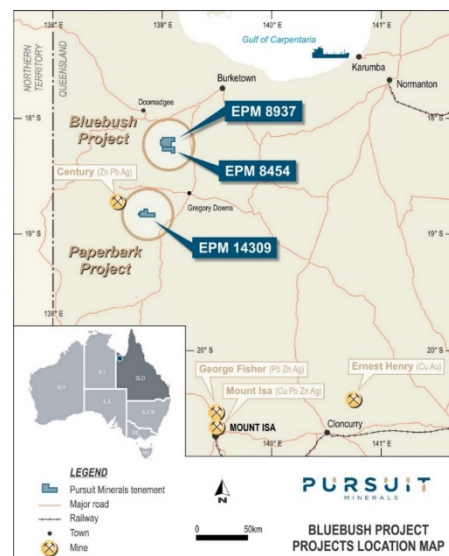 138° E
139° E
140° E
141° E
Gulf of Carpentaria
Karumba
NORTHERN
TERRITORY
QUEENSLAND
Burketown
Normanton
Doomadgee
EPM 8937
18° S
18° S
Bluebush
Project
EPM 8454
Century (Zn Pb Ag)
Gregory Downs
19° S
EPM 14309
19° S
Paperbark
Project
138° E
20° S
20° S
George Fisher (Pb Zn Ag)
Ernest Henry (Cu Au)
Mount Isa (Cu Pb Zn Ag)
MOUNT ISA
Cloncurry
140° E
141° E
W.A
N.T
QLD
S.A
N.S.W
VIC
TAS
LEGEND
Pursuit Minerals tenement
Major road
Railway
Town
Mine
N
0
50km
PURSUIT
MINERALS
BLUEBUSH PROJECT
PROJECTS LOCATION MAP